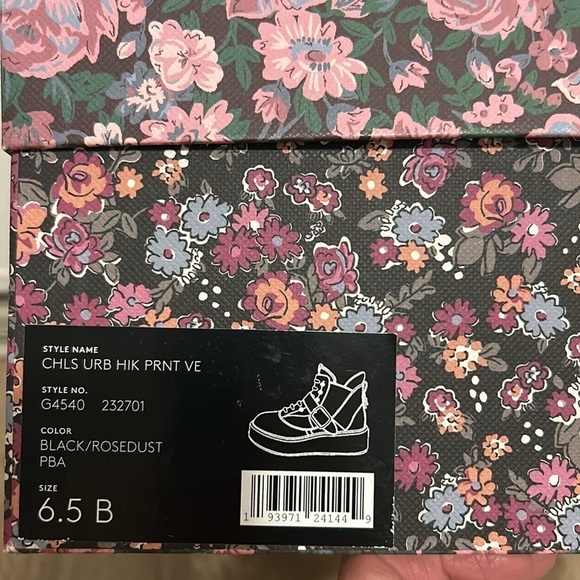 STYLE NAME
CHLS URB HIK PRNT VE
STYLE NO.
G4540 232701
COLOR
BLACK/ROSEDUST
PBA
SIZE
6.5 B
1 93971 24144 9